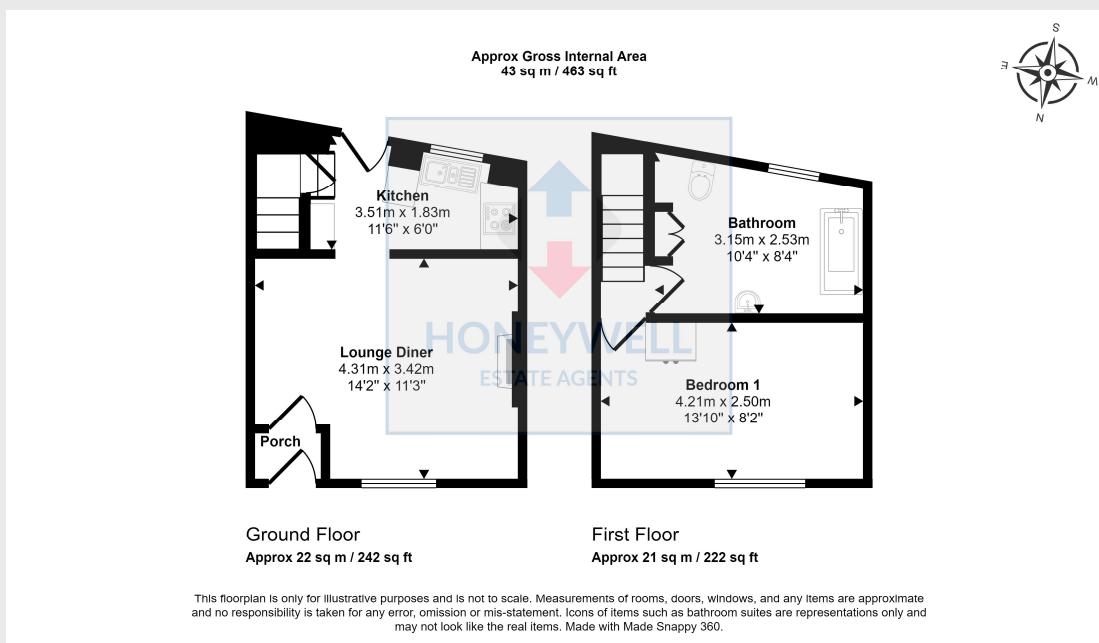 Approx Gross Internal Area
43 sq m / 463 sq ft
S
E
W
N
Kitchen
3.51m x 1.83m
11'6" x 6'0"
Lounge Diner
4.31m x 3.42m
14'2" x 11'3"
Porch
Bathroom
3.15m x 2.53m
10'4" x 8'4"
Bedroom 1
4.21m x 2.50m
13'10" x 8'2"
HONEYWELL
ESTATE AGENTS
Ground Floor
Approx 22 sq m / 242 sq ft
First Floor
Approx 21 sq m / 222 sq ft
This floorplan is only for illustrative purposes and is not to scale. Measurements of rooms, doors, windows, and any items are approximate
and no responsibility is taken for any error, omission or mis-statement. Icons of items such as bathroom suites are representations only and
may not look like the real items. Made with Made Snappy 360.